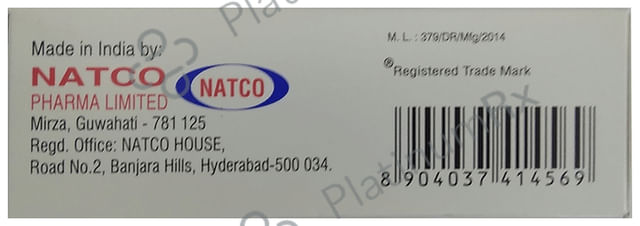 Made in India by:
NATCO
PHARMA LIMITED
NATCO
Mirza, Guwahati - 781 125
Regd. Office: NATCO HOUSE,
Road No.2, Banjara Hills, Hyderabad-500 034.
M. L. : 379/DR/Mfg/2014
®Registered Trade Mark
8 904037 414569
PlatinumRx